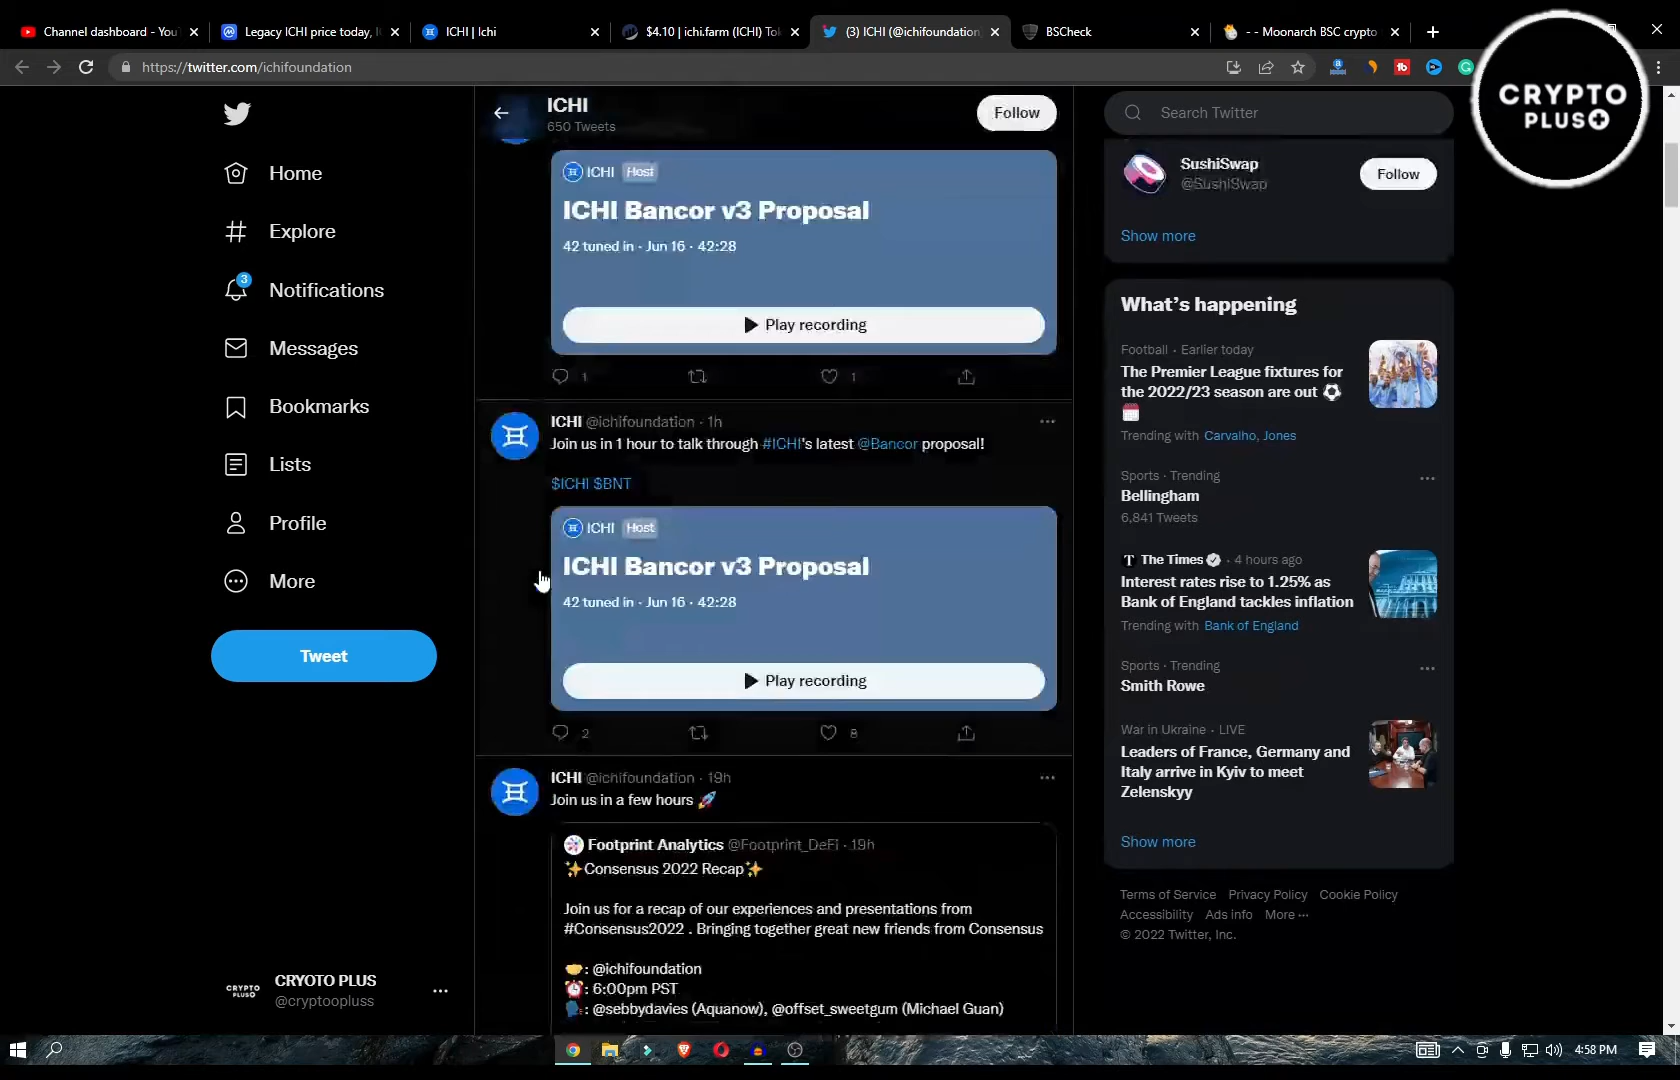 Channel dashboard - You
Legacy ICHI price today, I
ICHI | Ichi
$4.10 | ichi.farm (ICHI) To
(3) ICHI (@ichifoundation
BSCheck
- - Moonarch BSC crypto
https://twitter.com/ichifoundation
CRYPTO
PLUS
Home
Explore
3
Notifications
Messages
Bookmarks
Lists
Profile
More
Tweet
CRYOTO PLUS
@cryptoopluss
ICHI
650 Tweets
Follow
ICHI Host
ICHI Bancor v3 Proposal
42 tuned in · Jun 16 · 42:28
Play recording
1 1
ICHI @ichifoundation · 1h
Join us in 1 hour to talk through #ICHI's latest @Bancor proposal!
$ICHI $BNT
ICHI Host
ICHI Bancor v3 Proposal
42 tuned in · Jun 16 · 42:28
Play recording
2 8
ICHI @ichifoundation · 19h
Join us in a few hours 🚀
Footprint Analytics @Footprint_DeFi · 19h
✨Consensus 2022 Recap✨
Join us for a recap of our experiences and presentations from
#Consensus2022 . Bringing together great new friends from Consensus
🤝: @ichifoundation
⏰: 6:00pm PST
🗣: @sebbydavies (Aquanow), @offset_sweetgum (Michael Guan)
Search Twitter
SushiSwap
@SushiSwap
Follow
Show more
What's happening
Football · Earlier today
The Premier League fixtures for
the 2022/23 season are out ⚽
🗓
Trending with Carvalho, Jones
Sports · Trending
Bellingham
6,841 Tweets
The Times · 4 hours ago
Interest rates rise to 1.25% as
Bank of England tackles inflation
Trending with Bank of England
Sports · Trending
Smith Rowe
War in Ukraine · LIVE
Leaders of France, Germany and
Italy arrive in Kyiv to meet
Zelenskyy
Show more
Terms of Service Privacy Policy Cookie Policy
Accessibility Ads info More ···
© 2022 Twitter, Inc.
4:58 PM